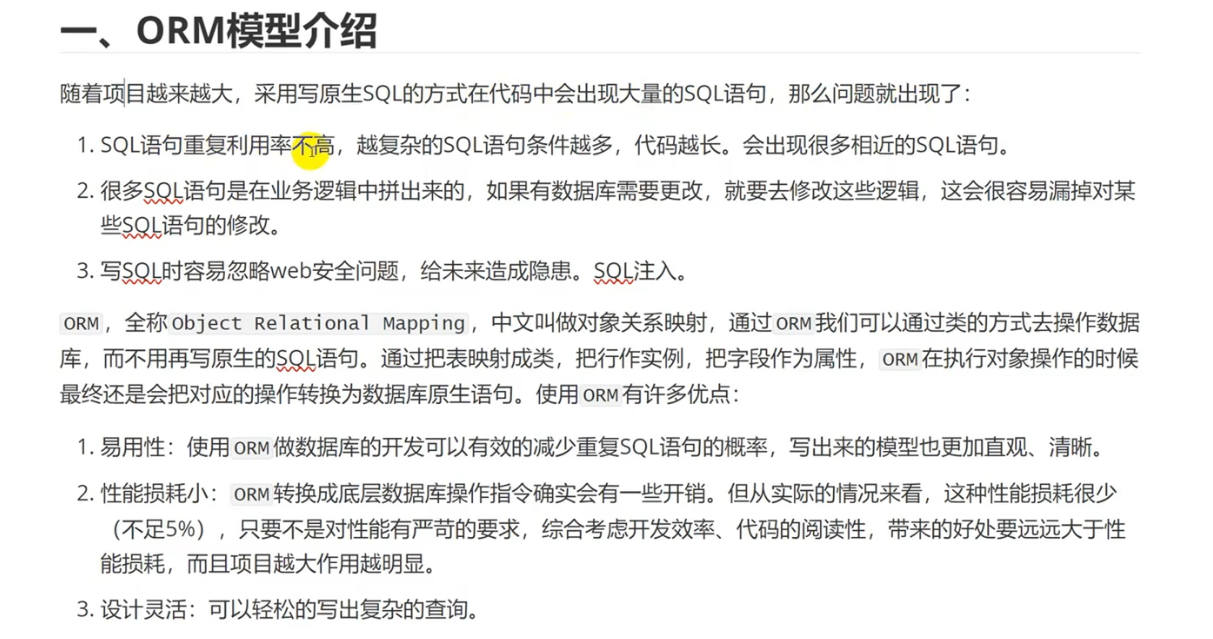 一、ORM模型介绍
随着项目越来越大，采用写原生SQL的方式在代码中会出现大量的SQL语句，那么问题就出现了：
1. SQL语句重复利用率不高，越复杂的SQL语句条件越多，代码越长。会出现很多相近的SQL语句。
2. 很多SQL语句是在业务逻辑中拼出来的，如果有数据库需要更改，就要去修改这些逻辑，这会很容易漏掉对某
些SQL语句的修改。
3. 写SQL时容易忽略web安全问题，给未来造成隐患。SQL注入。
ORM，全称Object Relational Mapping，中文叫做对象关系映射，通过ORM我们可以通过类的方式去操作数据
库，而不用再写原生的SQL语句。通过把表映射成类，把行作实例，把字段作为属性，ORM在执行对象操作的时候
最终还是会把对应的操作转换为数据库原生语句。使用ORM有许多优点：
1. 易用性：使用ORM做数据库的开发可以有效的减少重复SQL语句的概率，写出来的模型也更加直观、清晰。
2. 性能损耗小：ORM转换成底层数据库操作指令确实会有一些开销。但从实际的情况来看，这种性能损耗很少
（不足5%），只要不是对性能有严苛的要求，综合考虑开发效率、代码的阅读性，带来的好处要远远大于性
能损耗，而且项目越大作用越明显。
3. 设计灵活：可以轻松的写出复杂的查询。